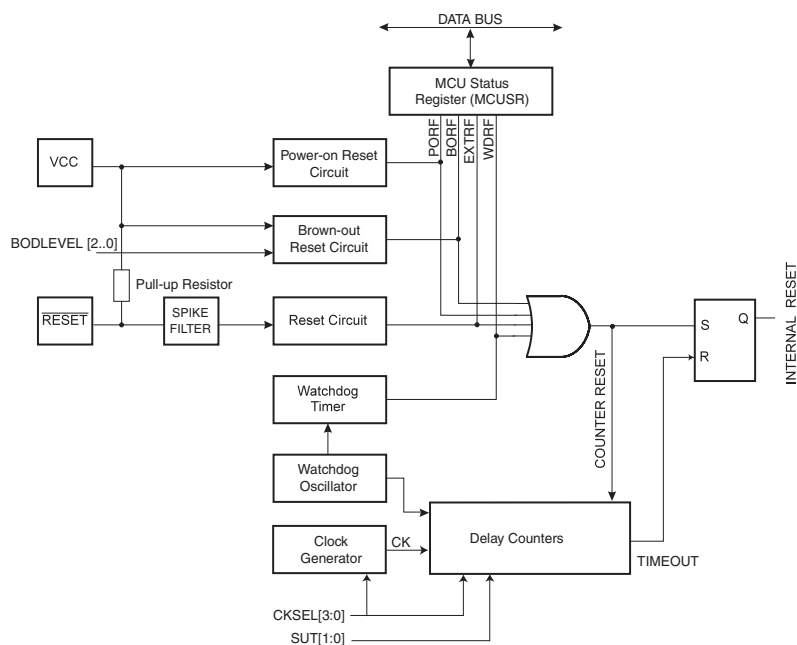 DATA BUS
MCU Status
Register (MCUSR)
PORF
BORF
EXTRF
WDRF
VCC
Power-on Reset
Circuit
Brown-out
Reset Circuit
BODLEVEL [2..0]
Pull-up Resistor
RESET
SPIKE
FILTER
Reset Circuit
S
Q
R
INTERNAL RESET
COUNTER RESET
Watchdog
Timer
Watchdog
Oscillator
Clock
Generator
CK
Delay Counters
TIMEOUT
CKSEL[3:0]
SUT[1:0]